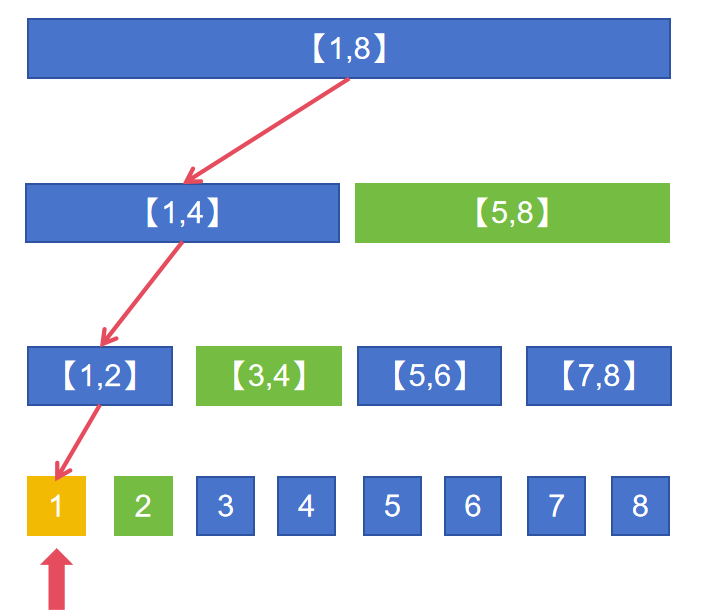 【1,8】
【1,4】 【5,8】
【1,2】 【3,4】 【5,6】 【7,8】
1 2 3 4 5 6 7 8